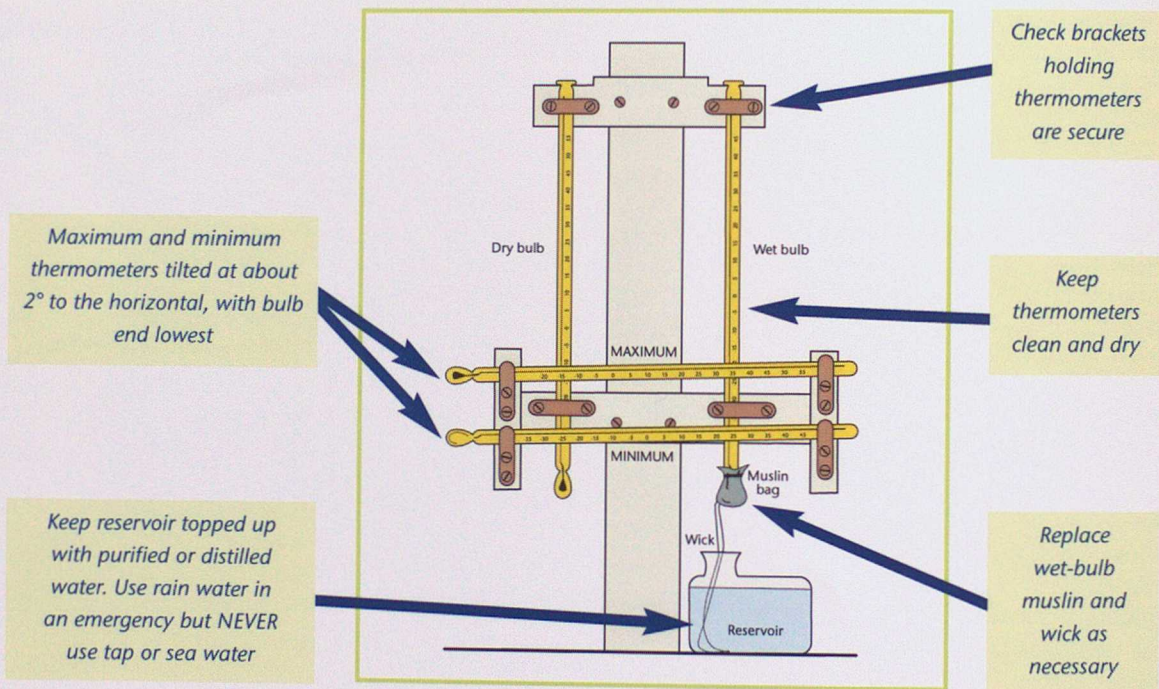 Check brackets
holding
thermometers
are secure
Maximum and minimum
thermometers tilted at about
2° to the horizontal, with bulb
end lowest
Dry bulb
Wet bulb
Keep
thermometers
clean and dry
MAXIMUM
MINIMUM
Muslin
bag
Wick
Reservoir
Keep reservoir topped up
with purified or distilled
water. Use rain water in
an emergency but NEVER
use tap or sea water
Replace
wet-bulb
muslin and
wick as
necessary